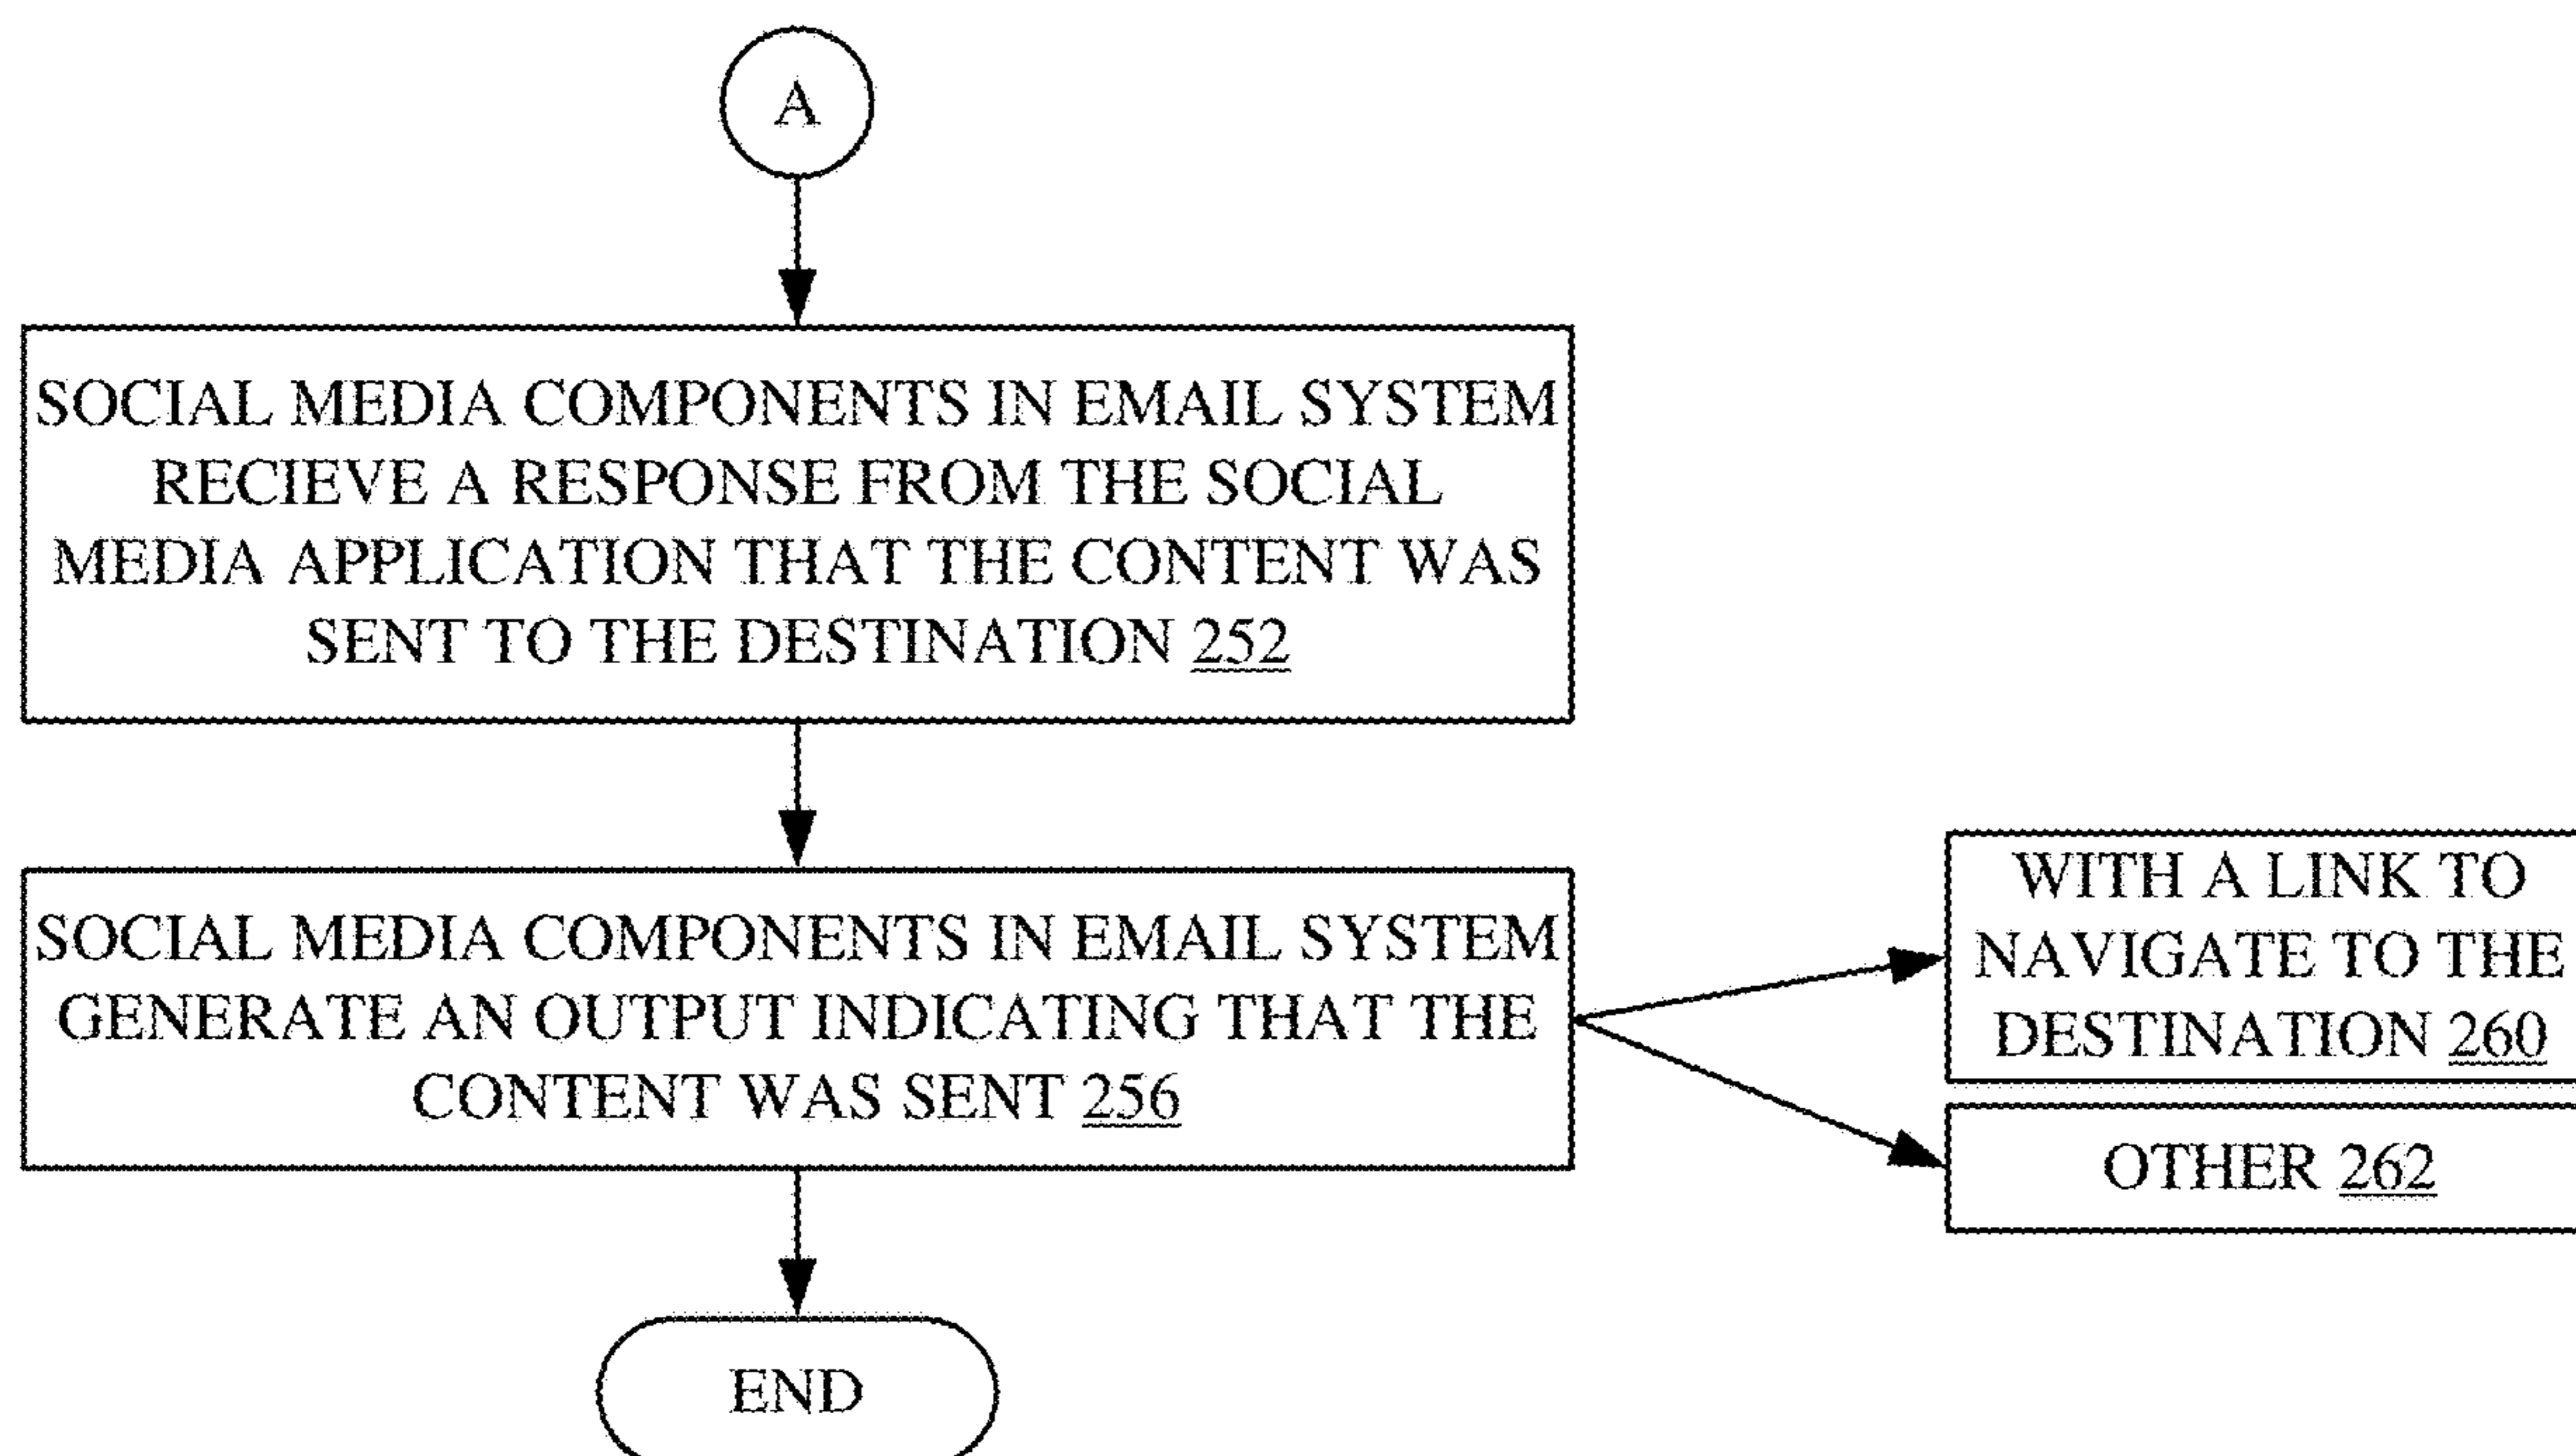 A
SOCIAL MEDIA COMPONENTS IN EMAIL SYSTEM
RECIEVE A RESPONSE FROM THE SOCIAL
MEDIA APPLICATION THAT THE CONTENT WAS
SENT TO THE DESTINATION 252
SOCIAL MEDIA COMPONENTS IN EMAIL SYSTEM
GENERATE AN OUTPUT INDICATING THAT THE
CONTENT WAS SENT 256
WITH A LINK TO
NAVIGATE TO THE
DESTINATION 260
OTHER 262
END